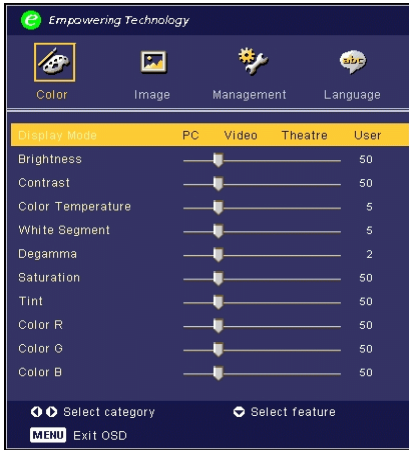 e Empowering Technology
Color Image Management abc Language
Display Mode PC Video Theatre User
Brightness 50
Contrast 50
Color Temperature 5
White Segment 5
Degamma 2
Saturation 50
Tint 50
Color R 50
Color G 50
Color B 50
Select category Select feature
MENU Exit OSD